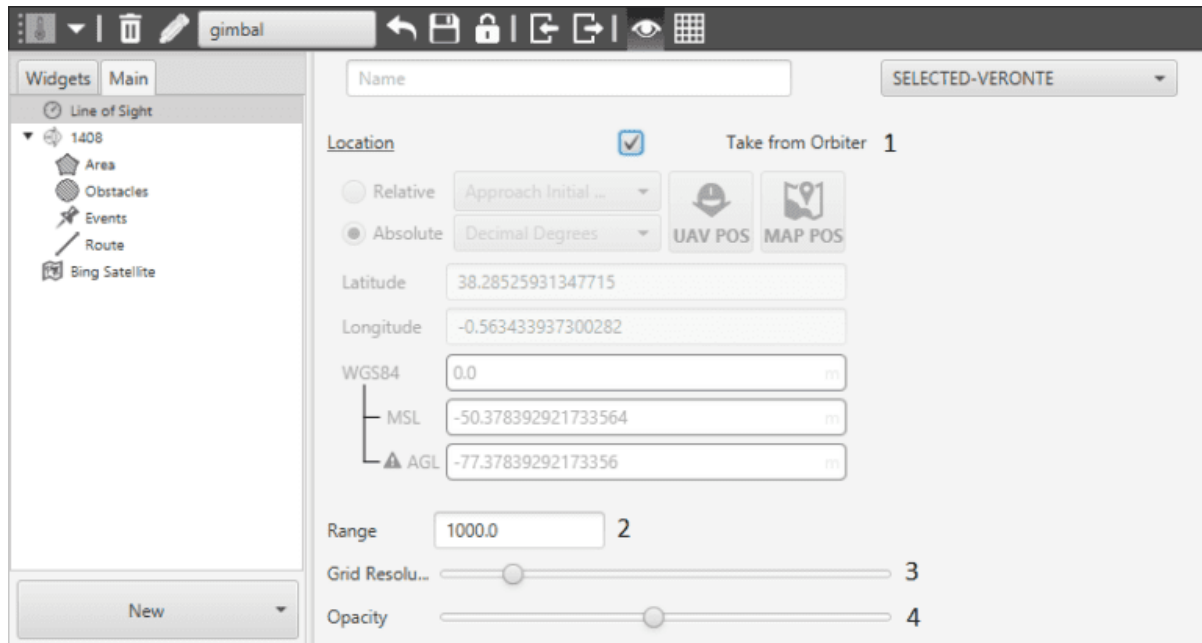 gimbal
Widgets Main
Name
SELECTED-VERONTE
Line of Sight
1408
Area
Obstacles
Events
Route
Bing Satellite
Location Take from Orbiter 1
Relative Approach Initial ...
Absolute Decimal Degrees
UAV POS MAP POS
Latitude 38.28525931347715
Longitude -0.563433937300282
WGS84 0.0 m
MSL -50.378392921733564 m
AGL -77.37839292173356 m
Range 1000.0 2
Grid Resolu... 3
Opacity 4
New